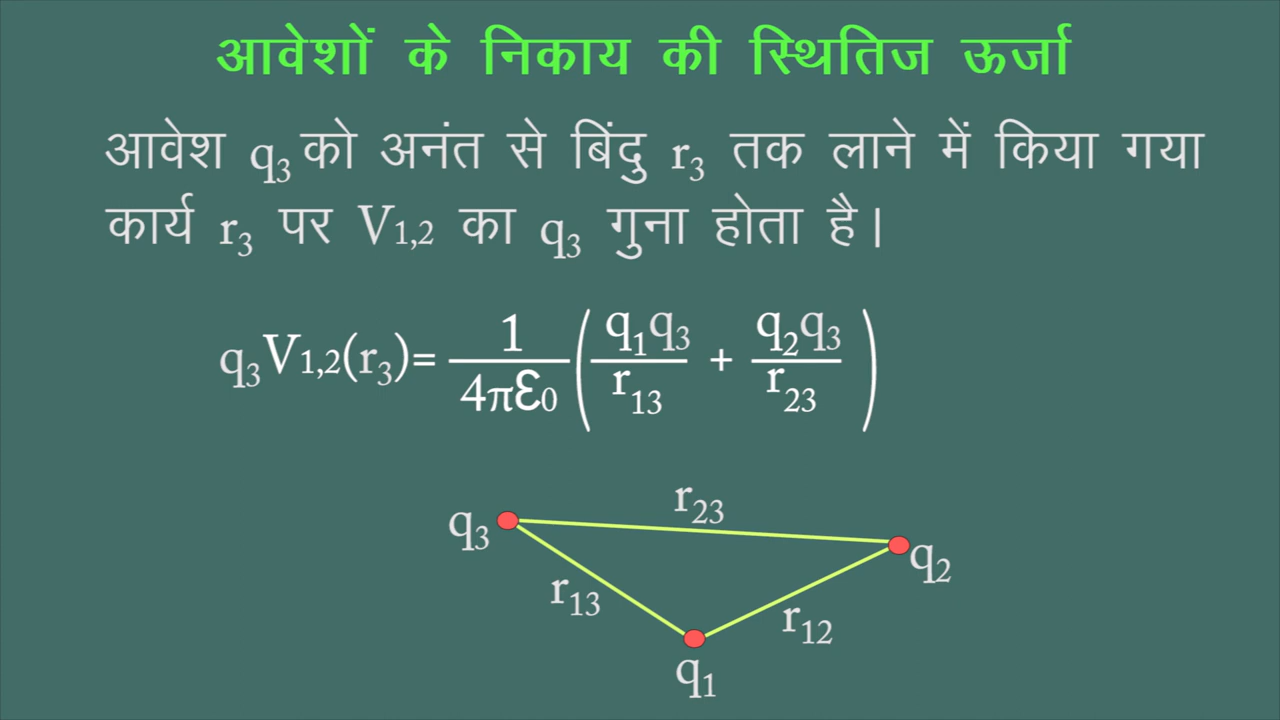 आवेशों के निकाय की स्थितिज ऊर्जा
आवेश q₃ को अनंत से बिंदु r₃ तक लाने में किया गया
कार्य r₃ पर V1,2 का q₃ गुना होता है।
q₃V1,2(r₃)= 1/4πε₀ ( q₁q₃/r₁₃ + q₂q₃/r₂₃ )
r₂₃
q₃
q₂
r₁₃
r₁₂
q₁